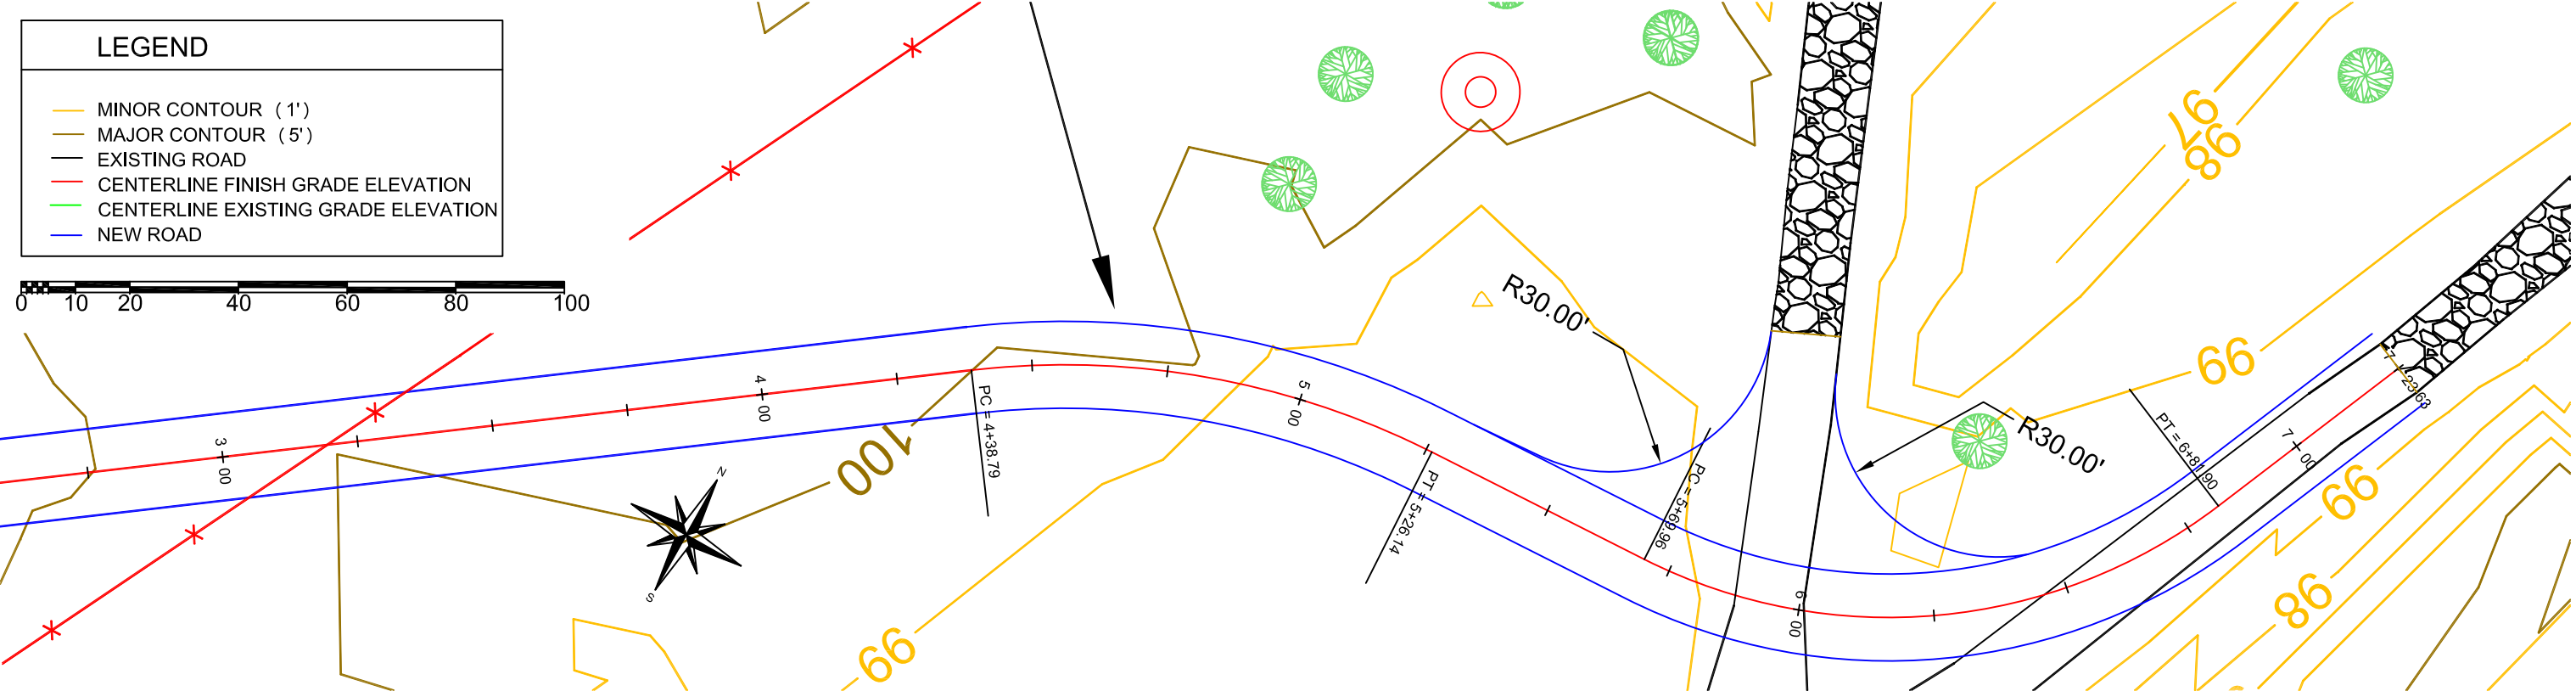 LEGEND
MINOR CONTOUR (1')
MAJOR CONTOUR (5')
EXISTING ROAD
CENTERLINE FINISH GRADE ELEVATION
CENTERLINE EXISTING GRADE ELEVATION
NEW ROAD
0 10 20 40 60 80 100
97
98
R30.00'
99
3 00
4 00
PC = 4+38.79
5 00
100
N
S
PT = 5+26.14
PC = 5+69.96
6 00
R30.00'
PT = 6+81.90
7 00
7+23.63
99
98
99